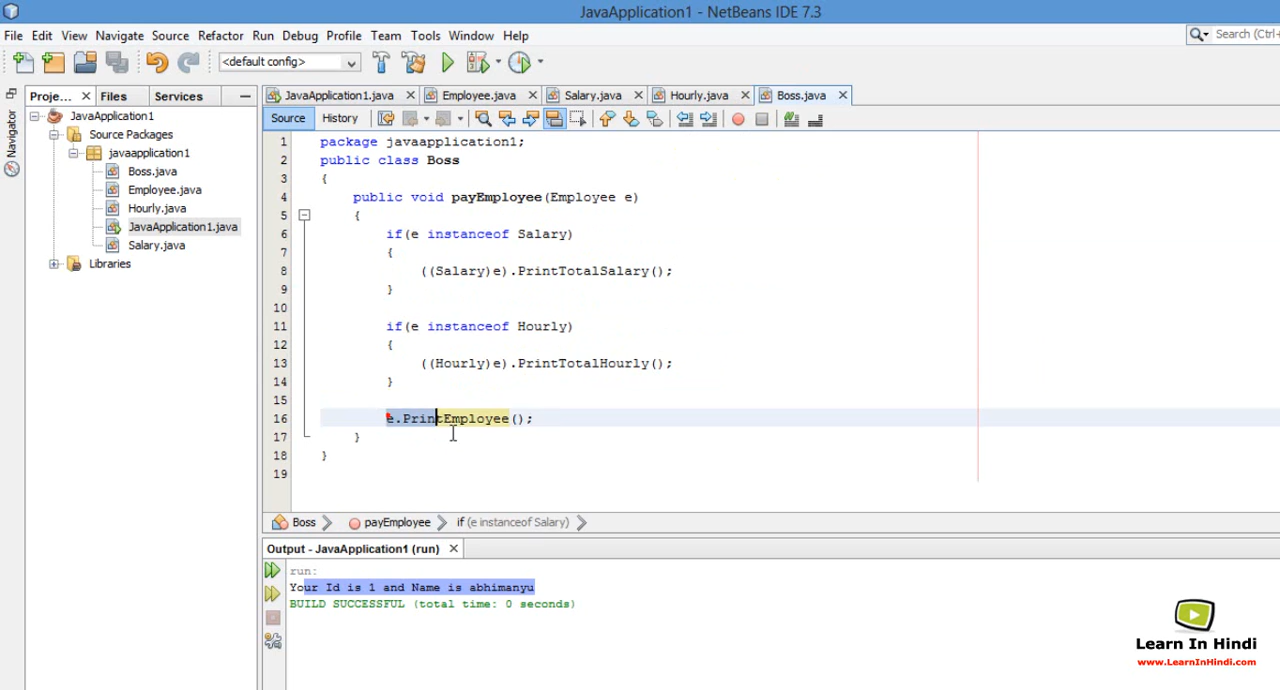 JavaApplication1 - NetBeans IDE 7.3
File Edit View Navigate Source Refactor Run Debug Profile Team Tools Window Help
Search (Ctrl+
<default config>
Proje... Files Services
JavaApplication1.java Employee.java Salary.java Hourly.java Boss.java
Navigator
JavaApplication1
Source Packages
javaapplication1
Boss.java
Employee.java
Hourly.java
JavaApplication1.java
Salary.java
Libraries
Source History
1 package javaapplication1;
2 public class Boss
3 {
4 public void payEmployee(Employee e)
5 {
6 if(e instanceof Salary)
7 {
8 ((Salary)e).PrintTotalSalary();
9 }
10
11 if(e instanceof Hourly)
12 {
13 ((Hourly)e).PrintTotalHourly();
14 }
15
16 e.PrintEmployee();
17 }
18 }
19
Boss payEmployee if (e instanceof Salary)
Output - JavaApplication1 (run)
run:
Your Id is 1 and Name is abhimanyu
BUILD SUCCESSFUL (total time: 0 seconds)
Learn In Hindi
www.LearnInHindi.com